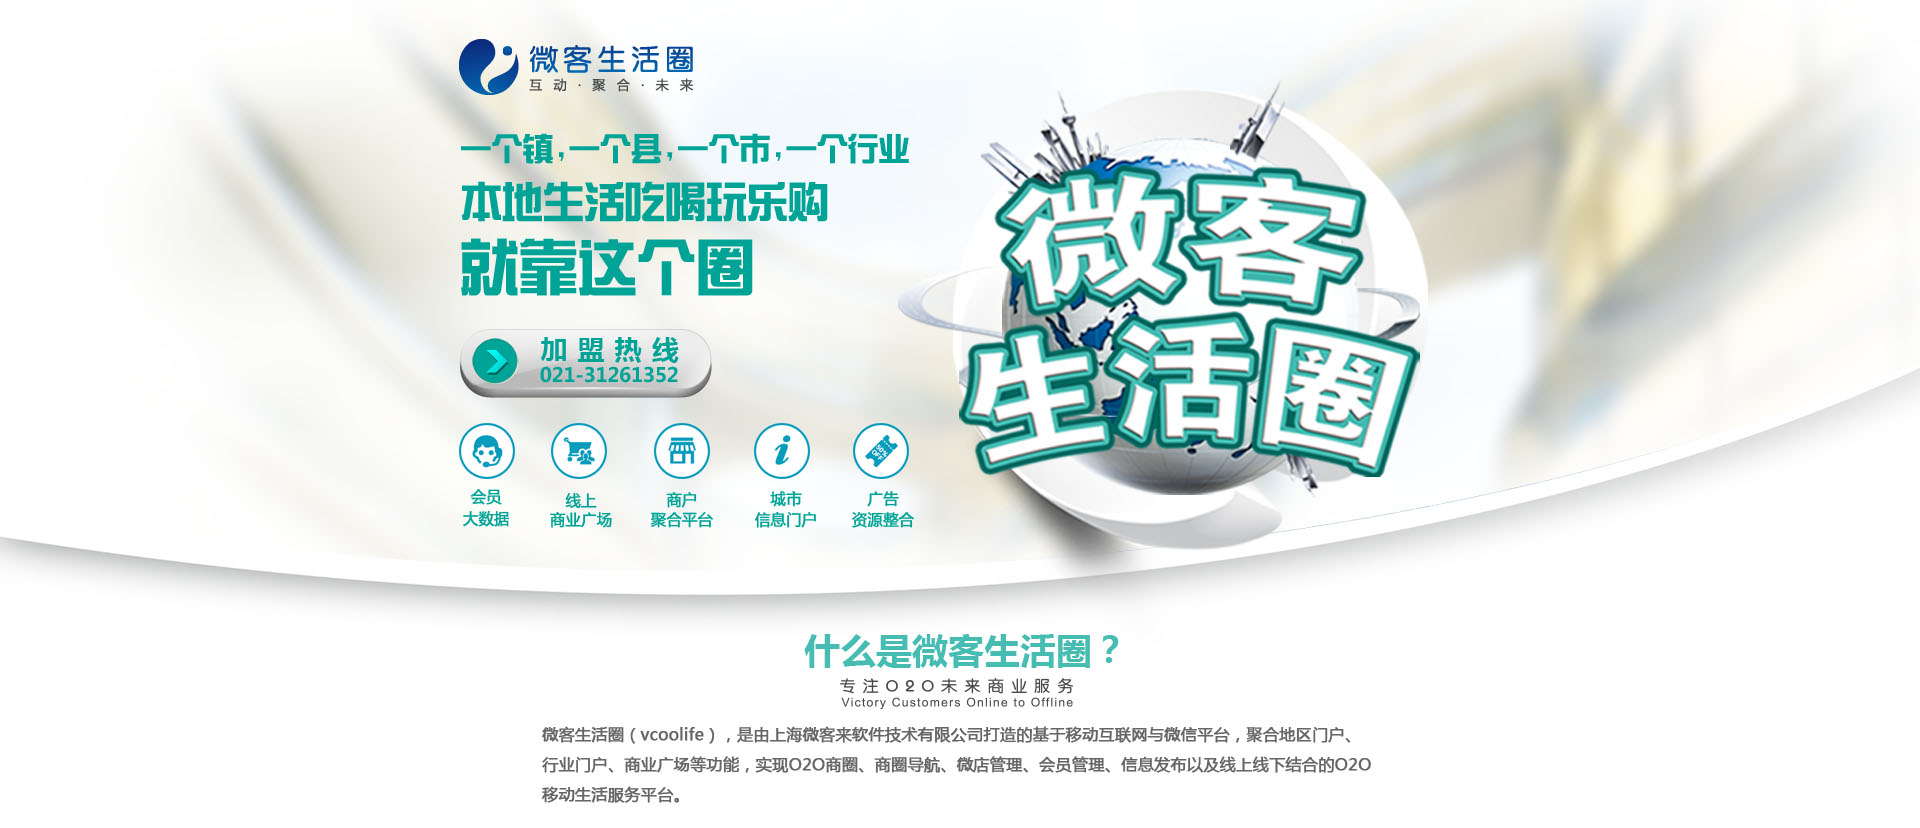 微客生活圈
互动·聚合·未来
一个镇,一个县,一个市,一个行业
本地生活吃喝玩乐购
就靠这个圈
加盟热线
021-31261352
微客
生活圈
会员
大数据
线上
商业广场
商户
聚合平台
城市
信息门户
广告
资源整合
什么是微客生活圈？
专注O2O未来商业服务
Victory Customers Online to Offline
微客生活圈（vcoolife），是由上海微客来软件技术有限公司打造的基于移动互联网与微信平台，聚合地区门户、
行业门户、商业广场等功能，实现O2O商圈、商圈导航、微店管理、会员管理、信息发布以及线上线下结合的O2O
移动生活服务平台。